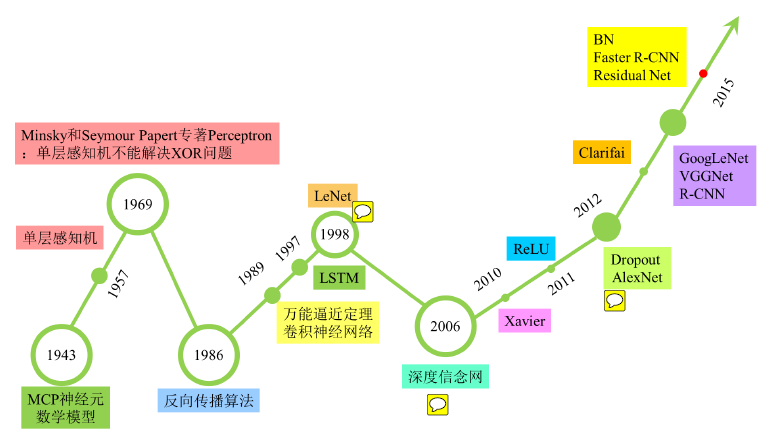 BN
Faster R-CNN
Residual Net
2015
Minsky和Seymour Papert专著Perceptron
：单层感知机不能解决XOR问题
Clarifai
GoogLeNet
VGGNet
R-CNN
1969
LeNet
2012
单层感知机
1998
1997
ReLU
1989
LSTM
2010
2011
Dropout
AlexNet
1957
万能逼近定理
卷积神经网络
Xavier
2006
1943
1986
深度信念网
MCP神经元
数学模型
反向传播算法